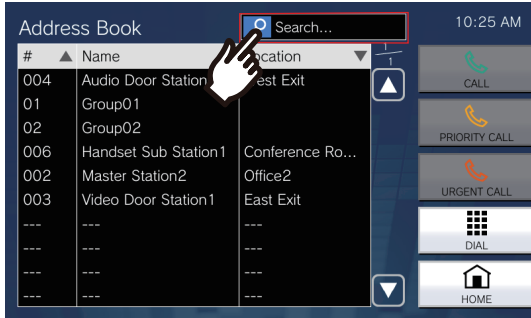 Address Book
Search...
10:25 AM
# ▲ Name Location ▼
1/1
004 Audio Door Station est Exit
01 Group01
02 Group02
006 Handset Sub Station1 Conference Ro...
002 Master Station2 Office2
003 Video Door Station1 East Exit
--- --- ---
--- --- ---
--- --- ---
--- --- ---
CALL
PRIORITY CALL
URGENT CALL
DIAL
HOME